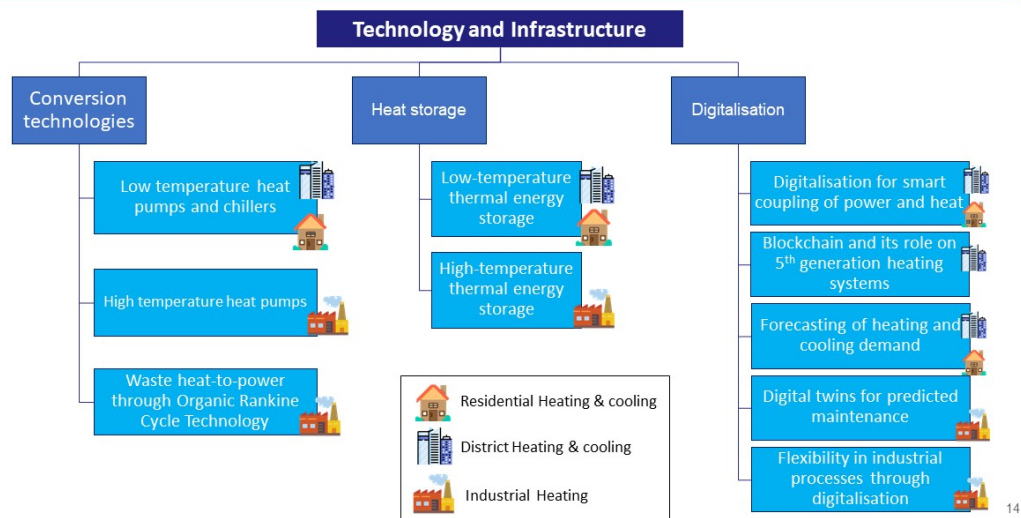 Technology and Infrastructure
Conversion
technologies
Low temperature heat
pumps and chillers
High temperature heat pumps
Waste heat-to-power
through Organic Rankine
Cycle Technology
Heat storage
Low-temperature
thermal energy
storage
High-temperature
thermal energy
storage
Digitalisation
Digitalisation for smart
coupling of power and heat
Blockchain and its role on
5th generation heating
systems
Forecasting of heating and
cooling demand
Digital twins for predicted
maintenance
Flexibility in industrial
processes through
digitalisation
Residential Heating & cooling
District Heating & cooling
Industrial Heating
14